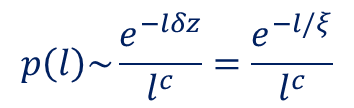 p(l)~ e^{-lδz} / l^c = e^{-l/ξ} / l^c